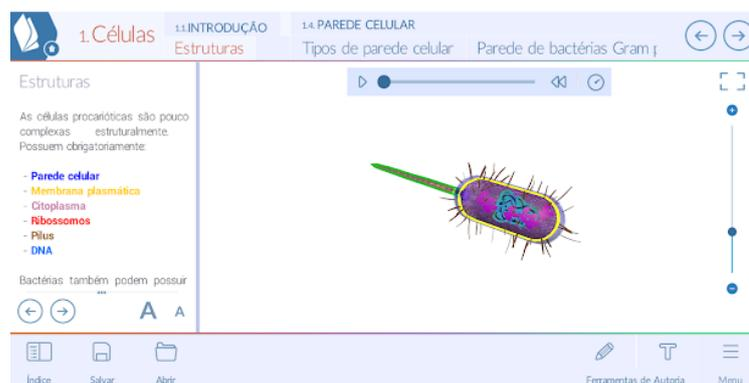 1.Células
1.1.INTRODUÇÃO
Estruturas
1.4. PAREDE CELULAR
Tipos de parede celular Parede de bactérias Gram p
Estruturas
As células procarióticas são pouco
complexas estruturalmente.
Possuem obrigatoriamente:
- Parede celular
- Membrana plasmática
- Citoplasma
- Ribossomos
- Pilus
- DNA
Bactérias também podem possuir
A A
Índice Salvar Abrir Ferramentas de Autoria Menu